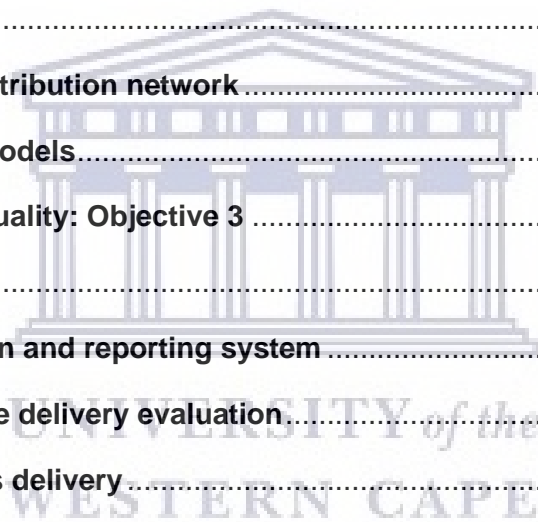 ................................................
tribution network................................
odels............................................
uality: Objective 3 .............................
................................................
n and reporting system ..........................
e delivery evaluation............................
UNIVERSITY of the
s delivery.......................................
WESTERN CAPE